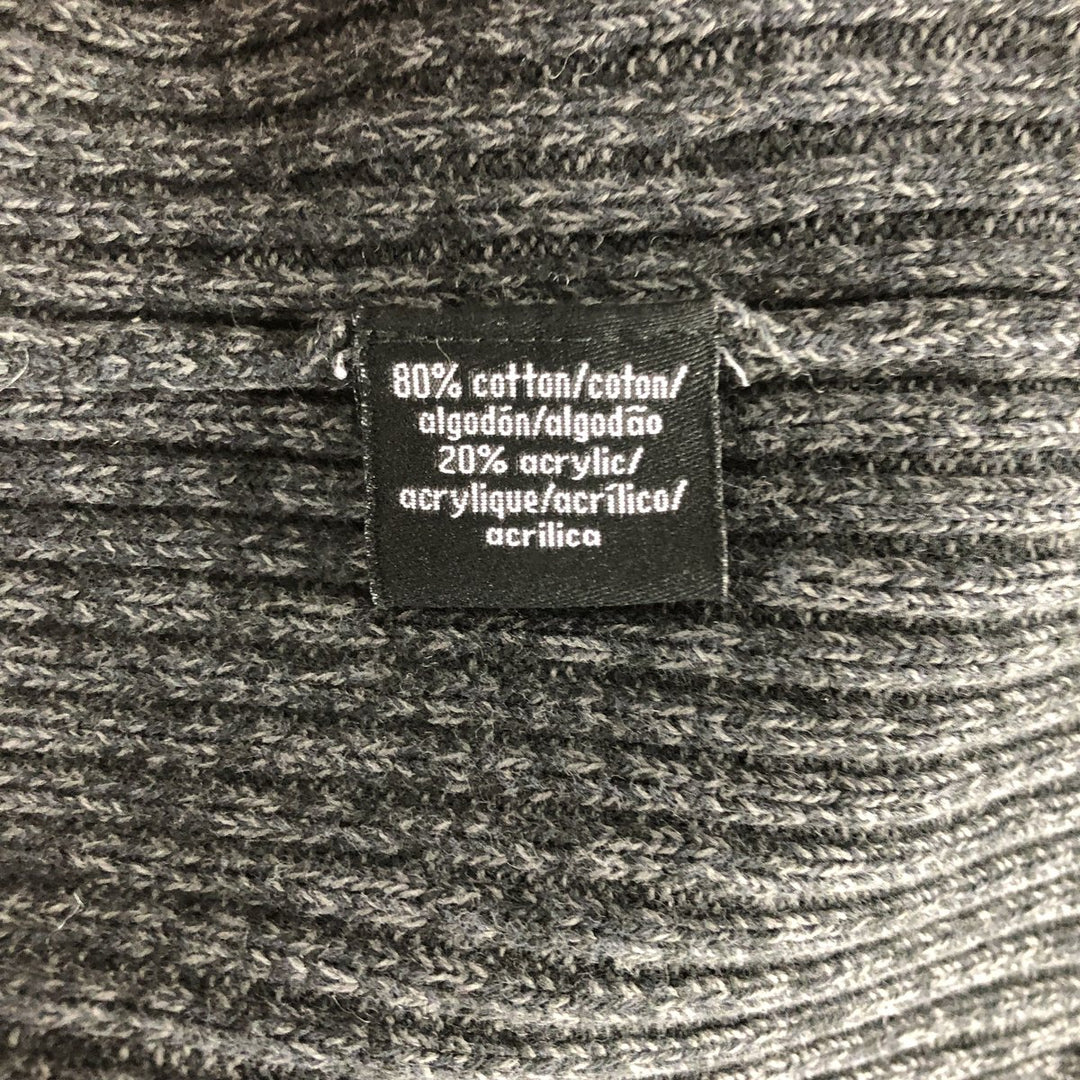 80% cotton/coton/
algodón/algodão
20% acrylic/
acrylique/acrílico/
acrilica